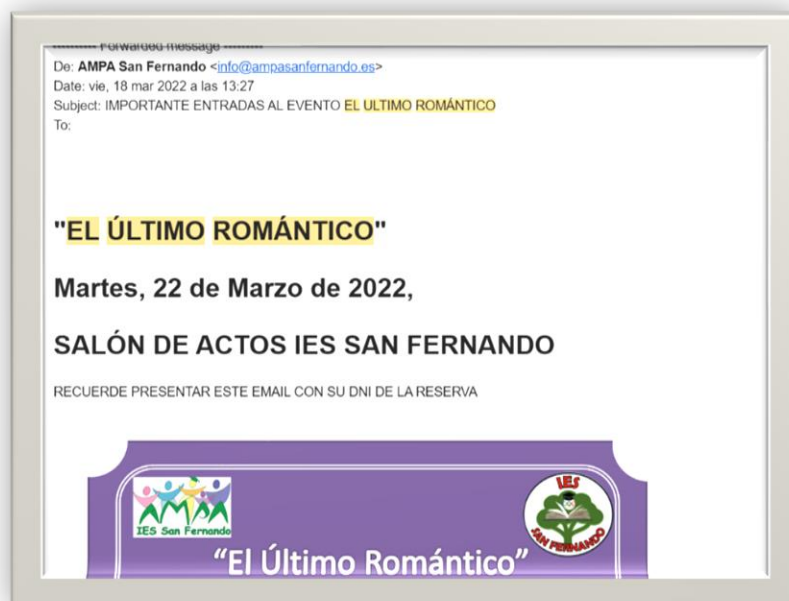 ---------- Forwarded message ---------
De: AMPA San Fernando <info@ampasanfernando.es>
Date: vie, 18 mar 2022 a las 13:27
Subject: IMPORTANTE ENTRADAS AL EVENTO EL ULTIMO ROMÁNTICO
To:
"EL ÚLTIMO ROMÁNTICO"
Martes, 22 de Marzo de 2022,
SALÓN DE ACTOS IES SAN FERNANDO
RECUERDE PRESENTAR ESTE EMAIL CON SU DNI DE LA RESERVA
AMPA
IES San Fernando
IES
SAN FERNANDO
“El Último Romántico”